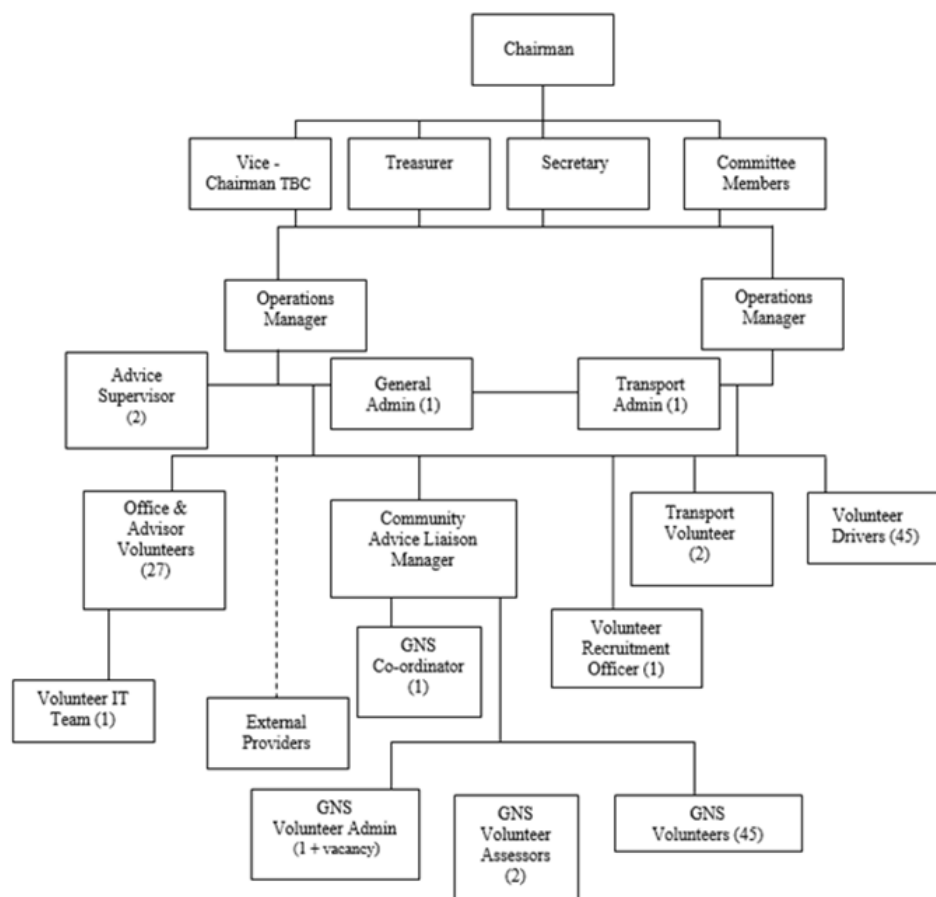 Chairman
Vice -
Chairman TBC
Treasurer
Secretary
Committee
Members
Operations
Manager
Operations
Manager
Advice
Supervisor
(2)
General
Admin (1)
Transport
Admin (1)
Office &
Advisor
Volunteers
(27)
Community
Advice Liaison
Manager
Transport
Volunteer
(2)
Volunteer
Drivers (45)
GNS
Co-ordinator
(1)
Volunteer
Recruitment
Officer (1)
Volunteer IT
Team (1)
External
Providers
GNS
Volunteer Admin
(1 + vacancy)
GNS
Volunteer
Assessors
(2)
GNS
Volunteers (45)